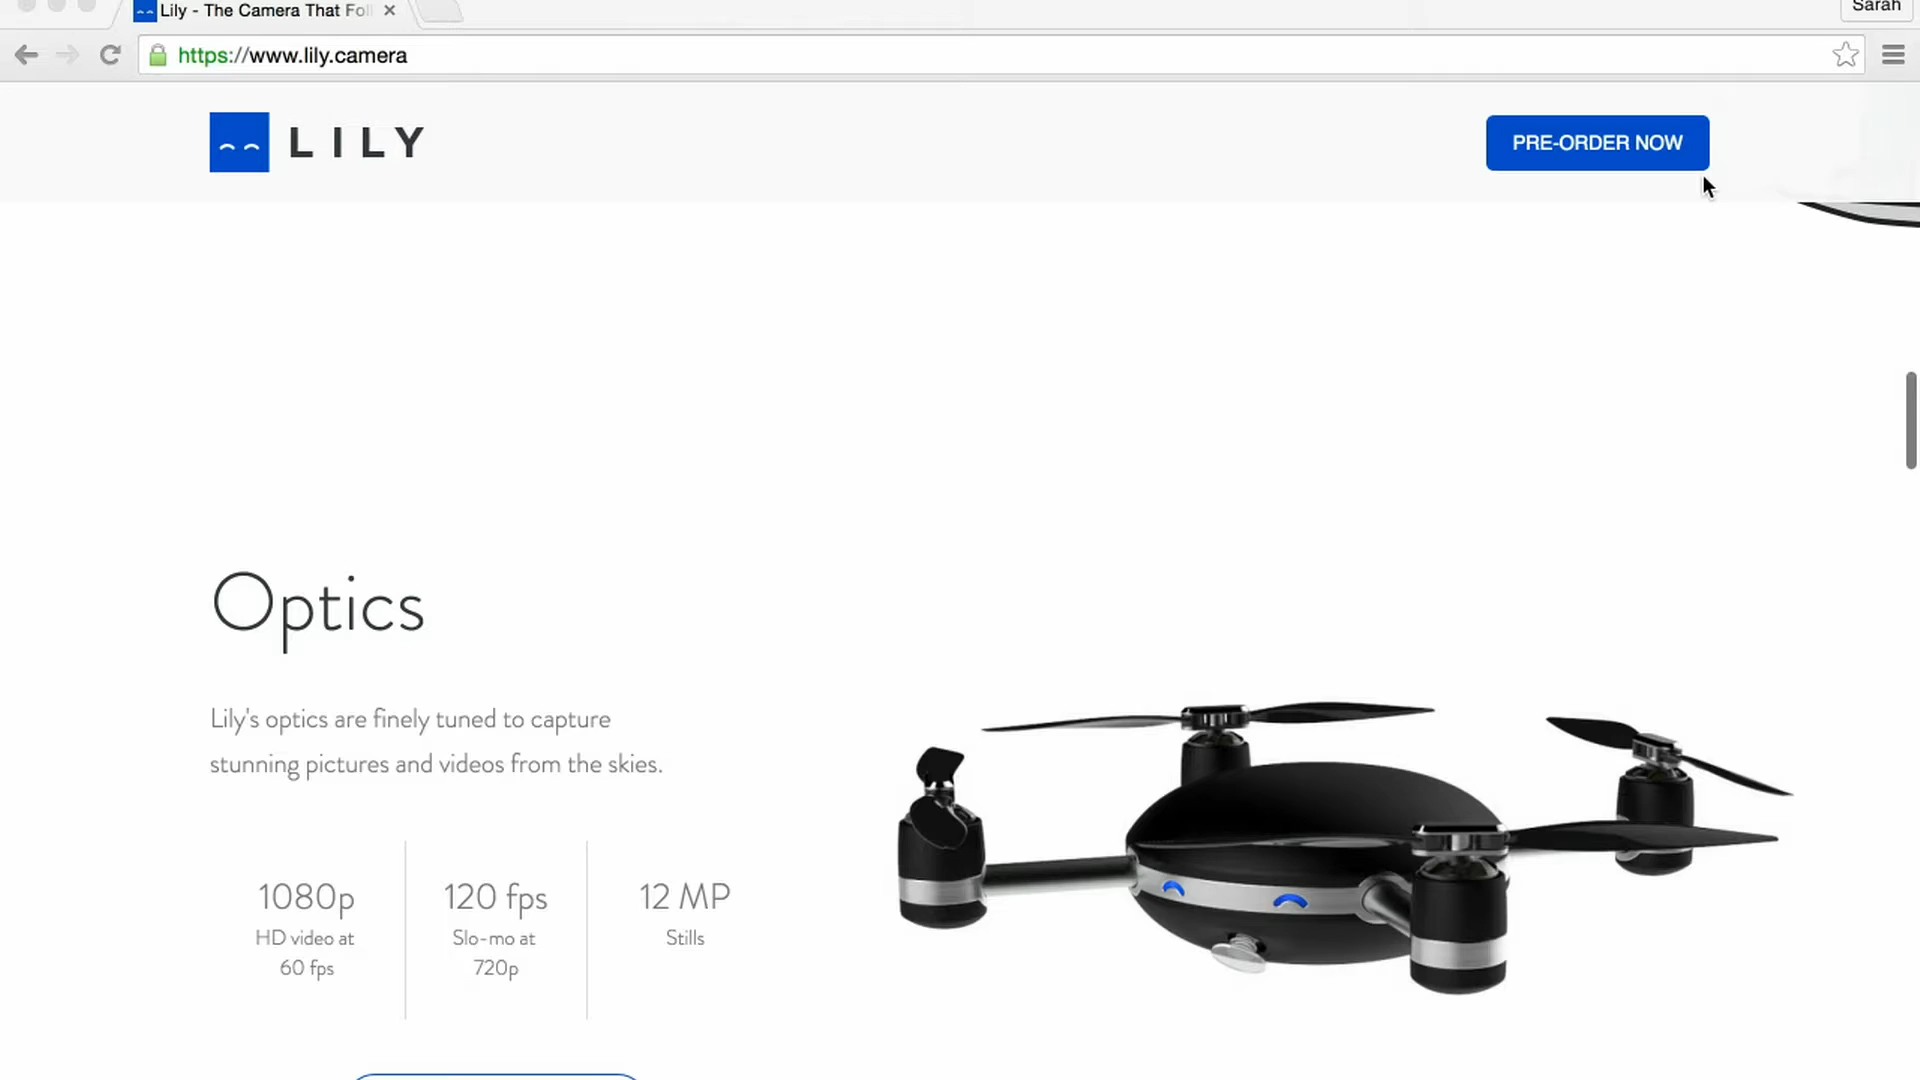 Lily - The Camera That Fol
Sarah
https://www.lily.camera
LILY
PRE-ORDER NOW
Optics
Lily's optics are finely tuned to capture
stunning pictures and videos from the skies.
1080p
HD video at
60 fps
120 fps
Slo-mo at
720p
12 MP
Stills